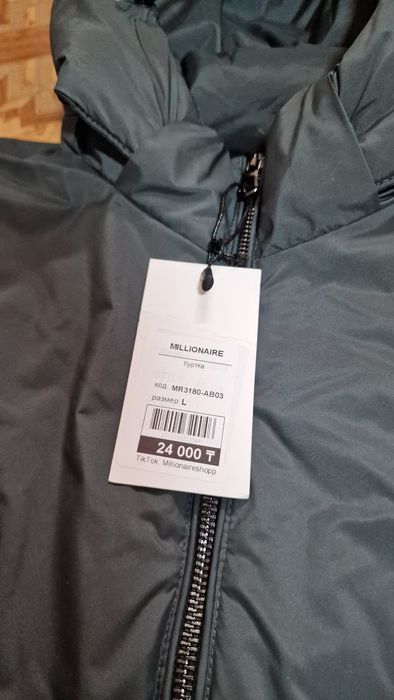 MILLIONAIRE
Куртка
код MR3180-AB03
размер L
24 000 ₸
TikTok: Millionaireshopp